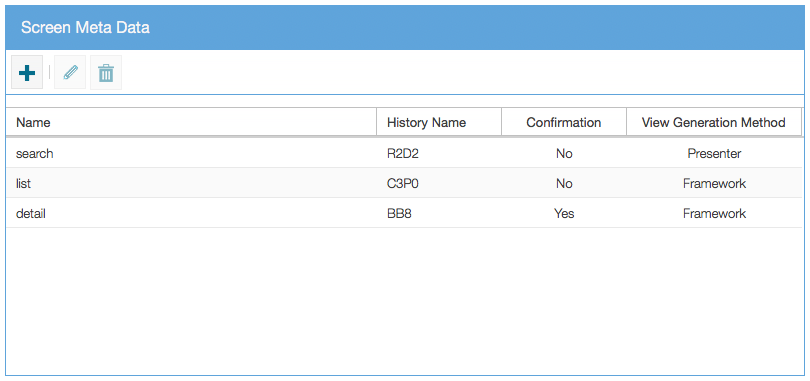 Screen Meta Data
Name History Name Confirmation View Generation Method
search R2D2 No Presenter
list C3P0 No Framework
detail BB8 Yes Framework